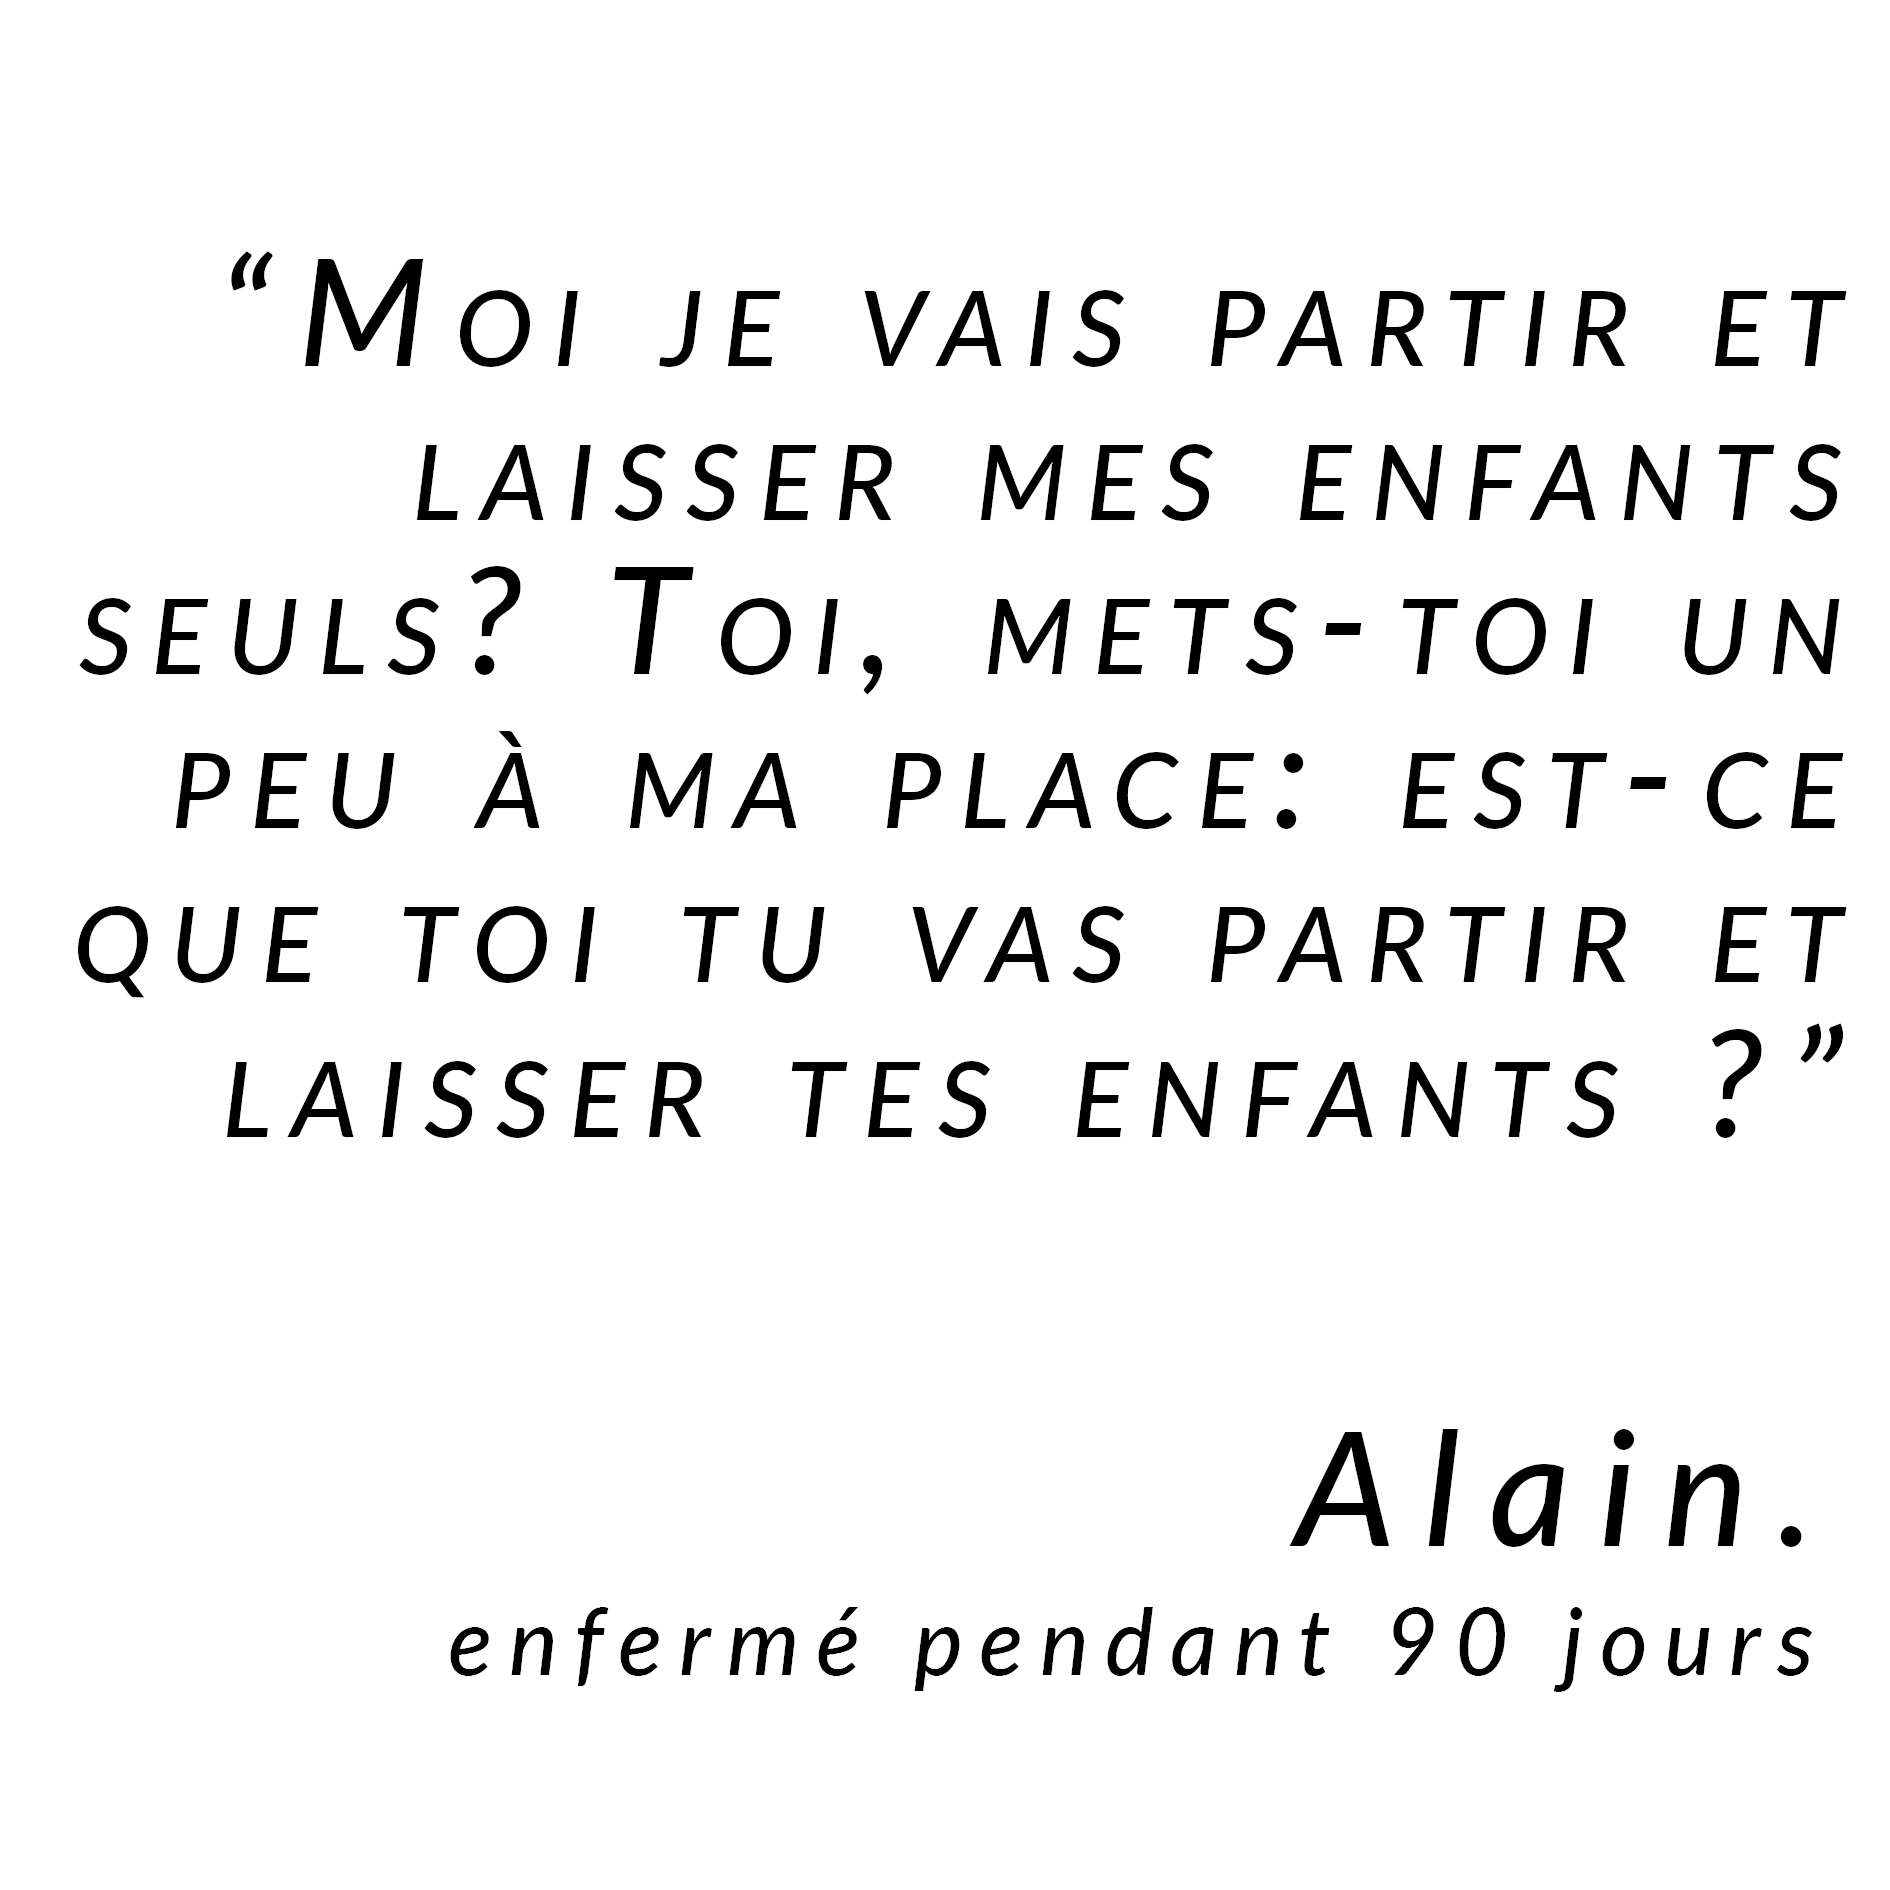 “Moi je vais partir et
laisser mes enfants
seuls? Toi, mets-toi un
peu à ma place: est-ce
que toi tu vas partir et
laisser tes enfants ?”
Alain.
enfermé pendant 90 jours